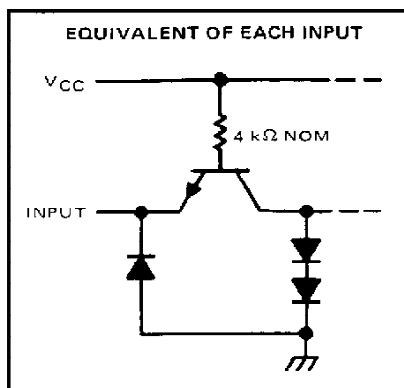 EQUIVALENT OF EACH INPUT
VCC
4 kΩ NOM
INPUT